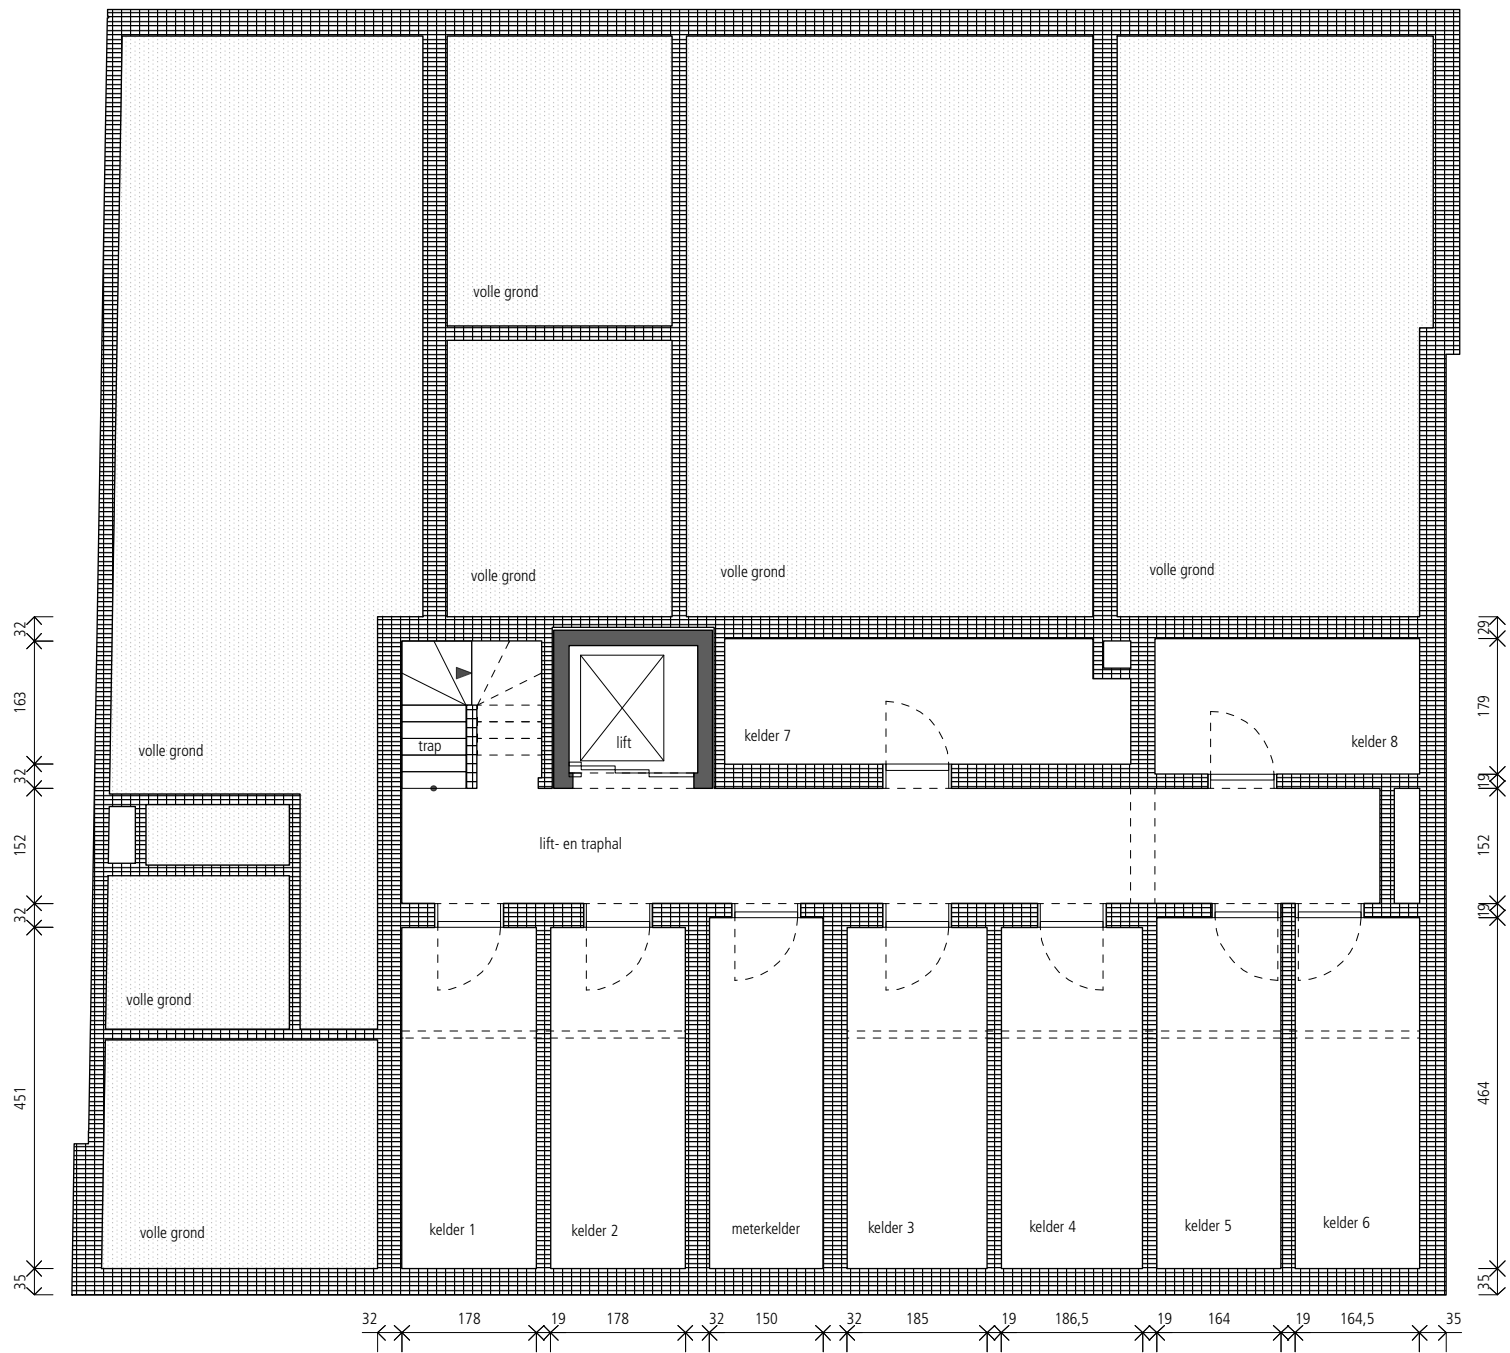 volle grond
volle grond
volle grond
volle grond
32
29
163
179
trap
lift
kelder 7
kelder 8
volle grond
32
19
152
lift- en traphal
152
32
19
volle grond
451
464
volle grond
kelder 1
kelder 2
meterkelder
kelder 3
kelder 4
kelder 5
kelder 6
35
35
32 178 19 178 32 150 32 185 19 186,5 19 164 19 164,5 35